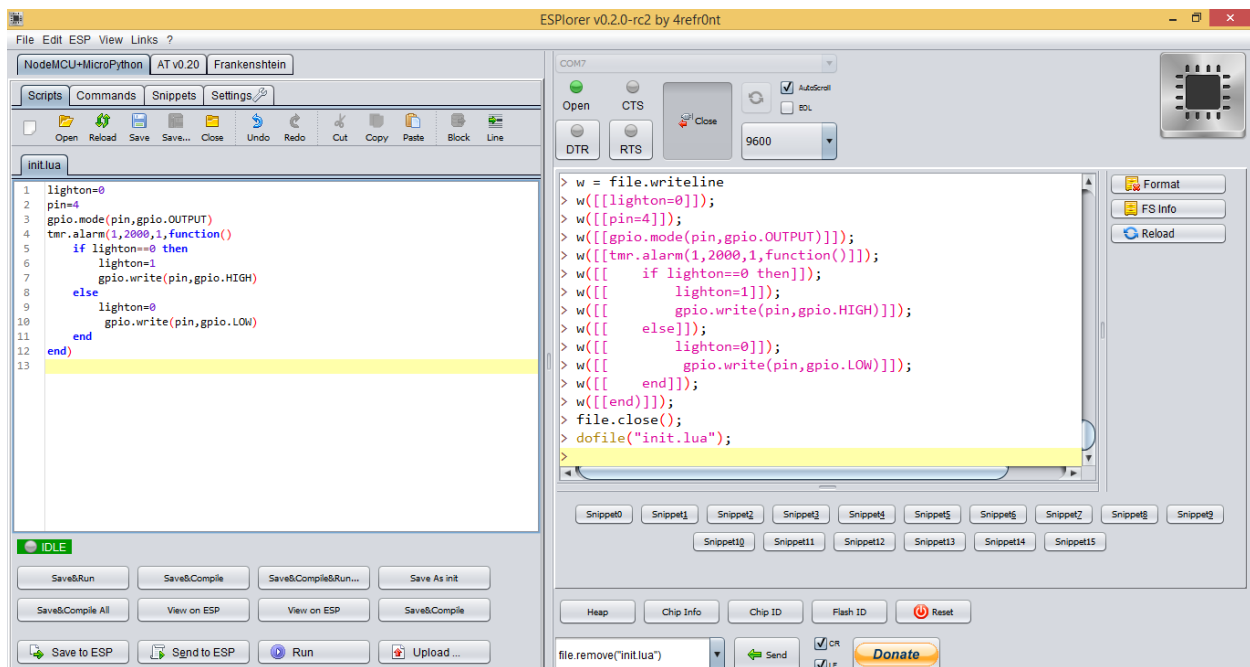 ESPlorer v0.2.0-rc2 by 4refr0nt
File Edit ESP View Links ?
NodeMCU+MicroPython AT v0.20 Frankenshtein
Scripts Commands Snippets Settings
Open Reload Save Save... Close Undo Redo Cut Copy Paste Block Line
init.lua
1 lighton=0
2 pin=4
3 gpio.mode(pin,gpio.OUTPUT)
4 tmr.alarm(1,2000,1,function()
5     if lighton==0 then
6         lighton=1
7         gpio.write(pin,gpio.HIGH)
8     else
9         lighton=0
10          gpio.write(pin,gpio.LOW)
11     end
12 end)
13
IDLE
Save&Run Save&Compile Save&Compile&Run... Save As init
Save&Compile All View on ESP View on ESP Save&Compile
Save to ESP Send to ESP Run Upload ...
COM7
Open CTS Close AutoScroll
EOL
DTR RTS 9600
> w = file.writeline
> w([[lighton=0]]);
> w([[pin=4]]);
> w([[gpio.mode(pin,gpio.OUTPUT)]]);
> w([[tmr.alarm(1,2000,1,function()]]);
> w([[    if lighton==0 then]]);
> w([[        lighton=1]]);
> w([[        gpio.write(pin,gpio.HIGH)]]);
> w([[    else]]);
> w([[        lighton=0]]);
> w([[         gpio.write(pin,gpio.LOW)]]);
> w([[    end]]);
> w([[end)]]);
> file.close();
> dofile("init.lua");
>
Format
FS Info
Reload
Snippet0 Snippet1 Snippet2 Snippet3 Snippet4 Snippet5 Snippet6 Snippet7 Snippet8 Snippet9
Snippet10 Snippet11 Snippet12 Snippet13 Snippet14 Snippet15
Heap Chip Info Chip ID Flash ID Reset
file.remove("init.lua") Send CR Donate
LF